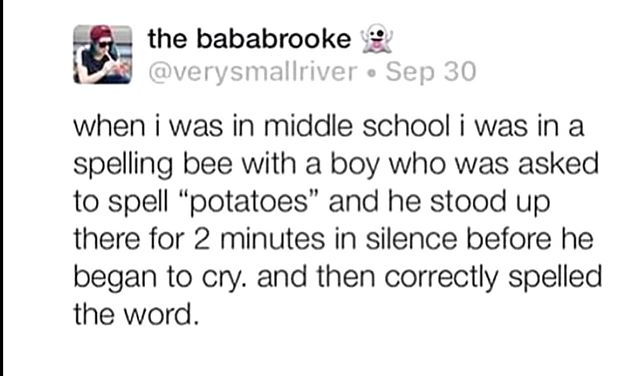 the bababrooke 👻
@verysmallriver • Sep 30
when i was in middle school i was in a
spelling bee with a boy who was asked
to spell “potatoes” and he stood up
there for 2 minutes in silence before he
began to cry. and then correctly spelled
the word.